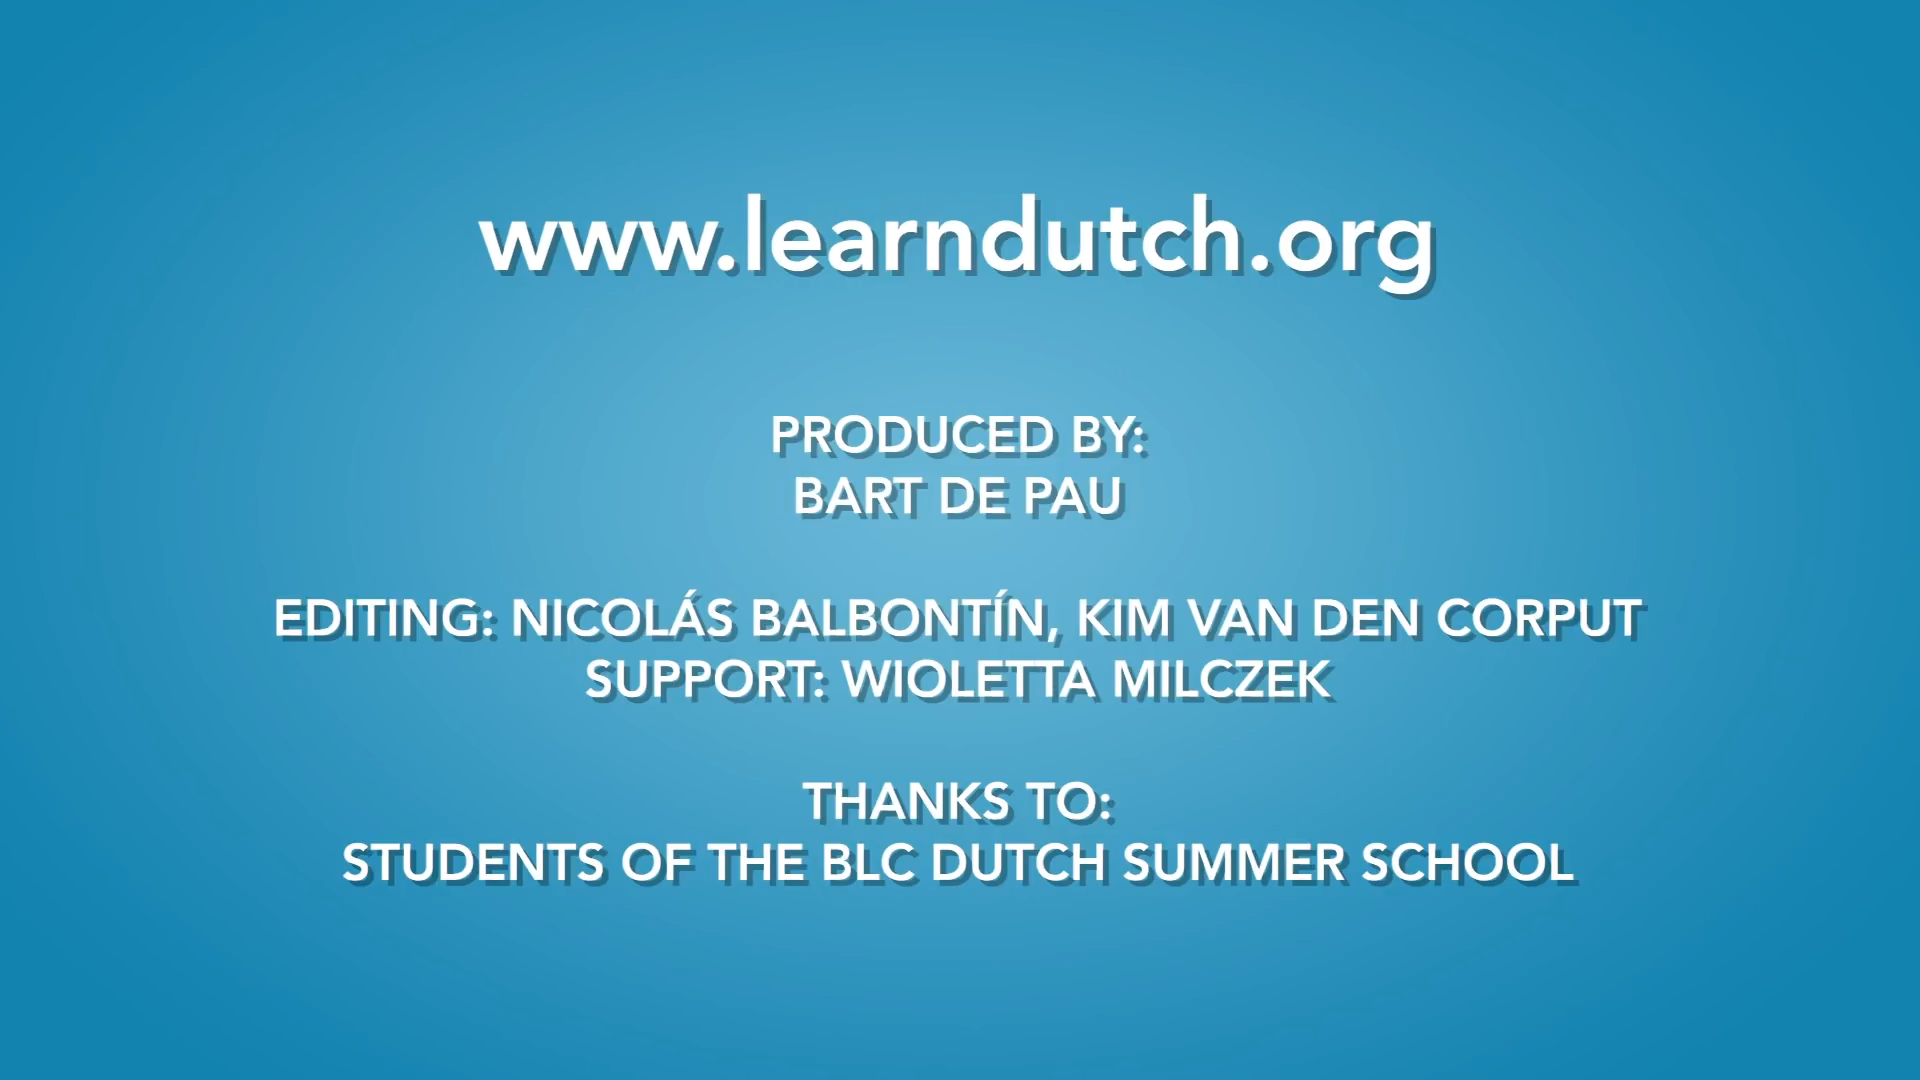 www.learndutch.org
PRODUCED BY:
BART DE PAU
EDITING: NICOLÁS BALBONTÍN, KIM VAN DEN CORPUT
SUPPORT: WIOLETTA MILCZEK
THANKS TO:
STUDENTS OF THE BLC DUTCH SUMMER SCHOOL